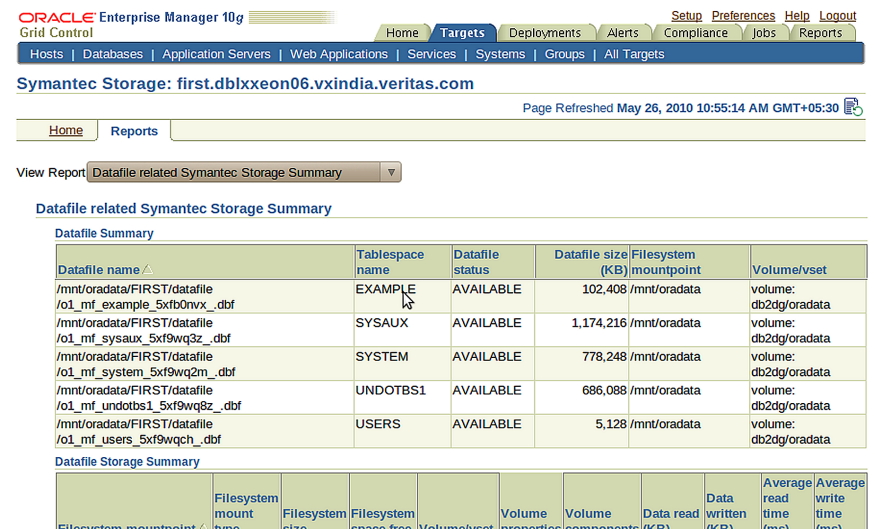 ORACLE Enterprise Manager 10g
Grid Control
Setup Preferences Help Logout
Home Targets Deployments Alerts Compliance Jobs Reports
Hosts | Databases | Application Servers | Web Applications | Services | Systems | Groups | All Targets
Symantec Storage: first.dblxxeon06.vxindia.veritas.com
Page Refreshed May 26, 2010 10:55:14 AM GMT+05:30
Home Reports
View Report Datafile related Symantec Storage Summary
Datafile related Symantec Storage Summary
Datafile Summary
Datafile name Tablespace name Datafile status Datafile size (KB) Filesystem mountpoint Volume/vset
/mnt/oradata/FIRST/datafile EXAMPLE AVAILABLE 102,408 /mnt/oradata volume:
/o1_mf_example_5xfb0nvx_.dbf db2dg/oradata
/mnt/oradata/FIRST/datafile SYSAUX AVAILABLE 1,174,216 /mnt/oradata volume:
/o1_mf_sysaux_5xf9wq3z_.dbf db2dg/oradata
/mnt/oradata/FIRST/datafile SYSTEM AVAILABLE 778,248 /mnt/oradata volume:
/o1_mf_system_5xf9wq2m_.dbf db2dg/oradata
/mnt/oradata/FIRST/datafile UNDOTBS1 AVAILABLE 686,088 /mnt/oradata volume:
/o1_mf_undotbs1_5xf9wq8z_.dbf db2dg/oradata
/mnt/oradata/FIRST/datafile USERS AVAILABLE 5,128 /mnt/oradata volume:
/o1_mf_users_5xf9wqch_.dbf db2dg/oradata
Datafile Storage Summary
Filesystem mountpoint Filesystem mount type Filesystem size Filesystem space free Volume/vset Volume properties Volume components Data read (KB) Data written (KB) Average read time (ms) Average write time (ms)